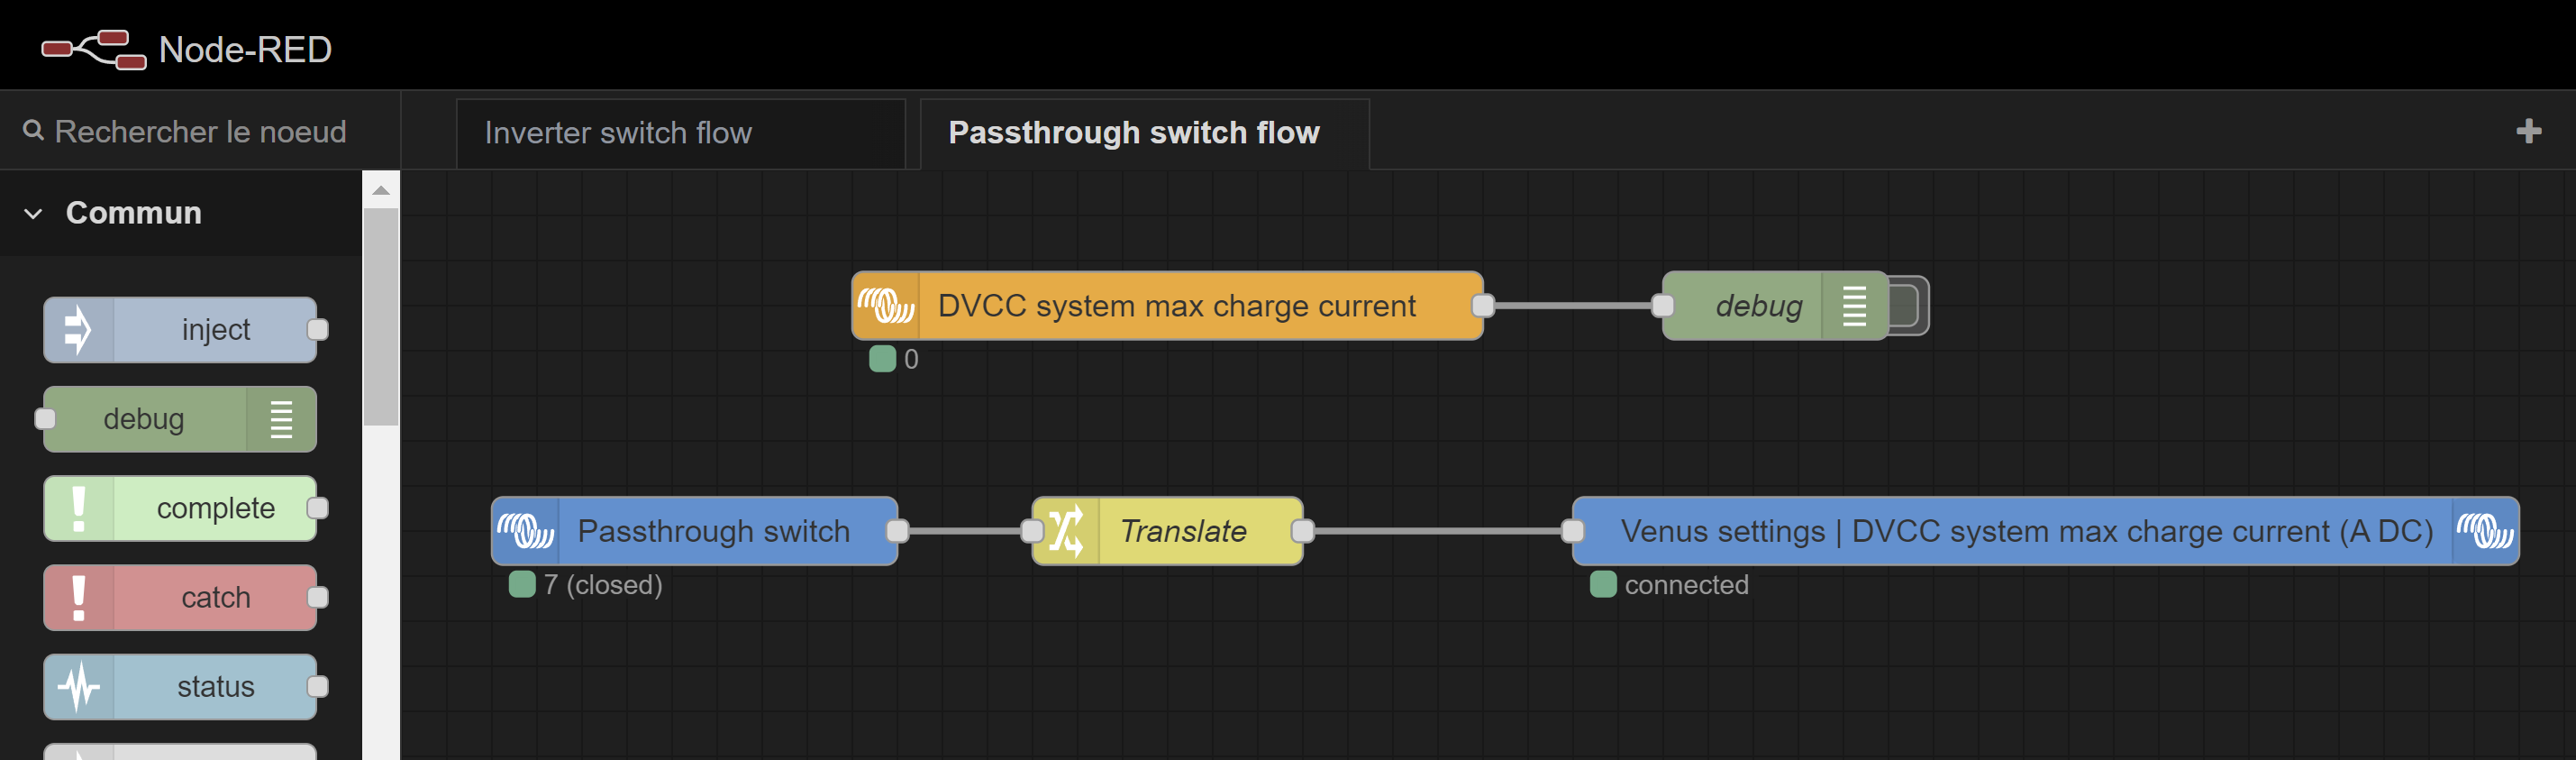 Node-RED
Rechercher le noeud
Inverter switch flow
Passthrough switch flow
Commun
inject
debug
complete
catch
status
DVCC system max charge current
debug
0
Passthrough switch
Translate
Venus settings | DVCC system max charge current (A DC)
7 (closed)
connected